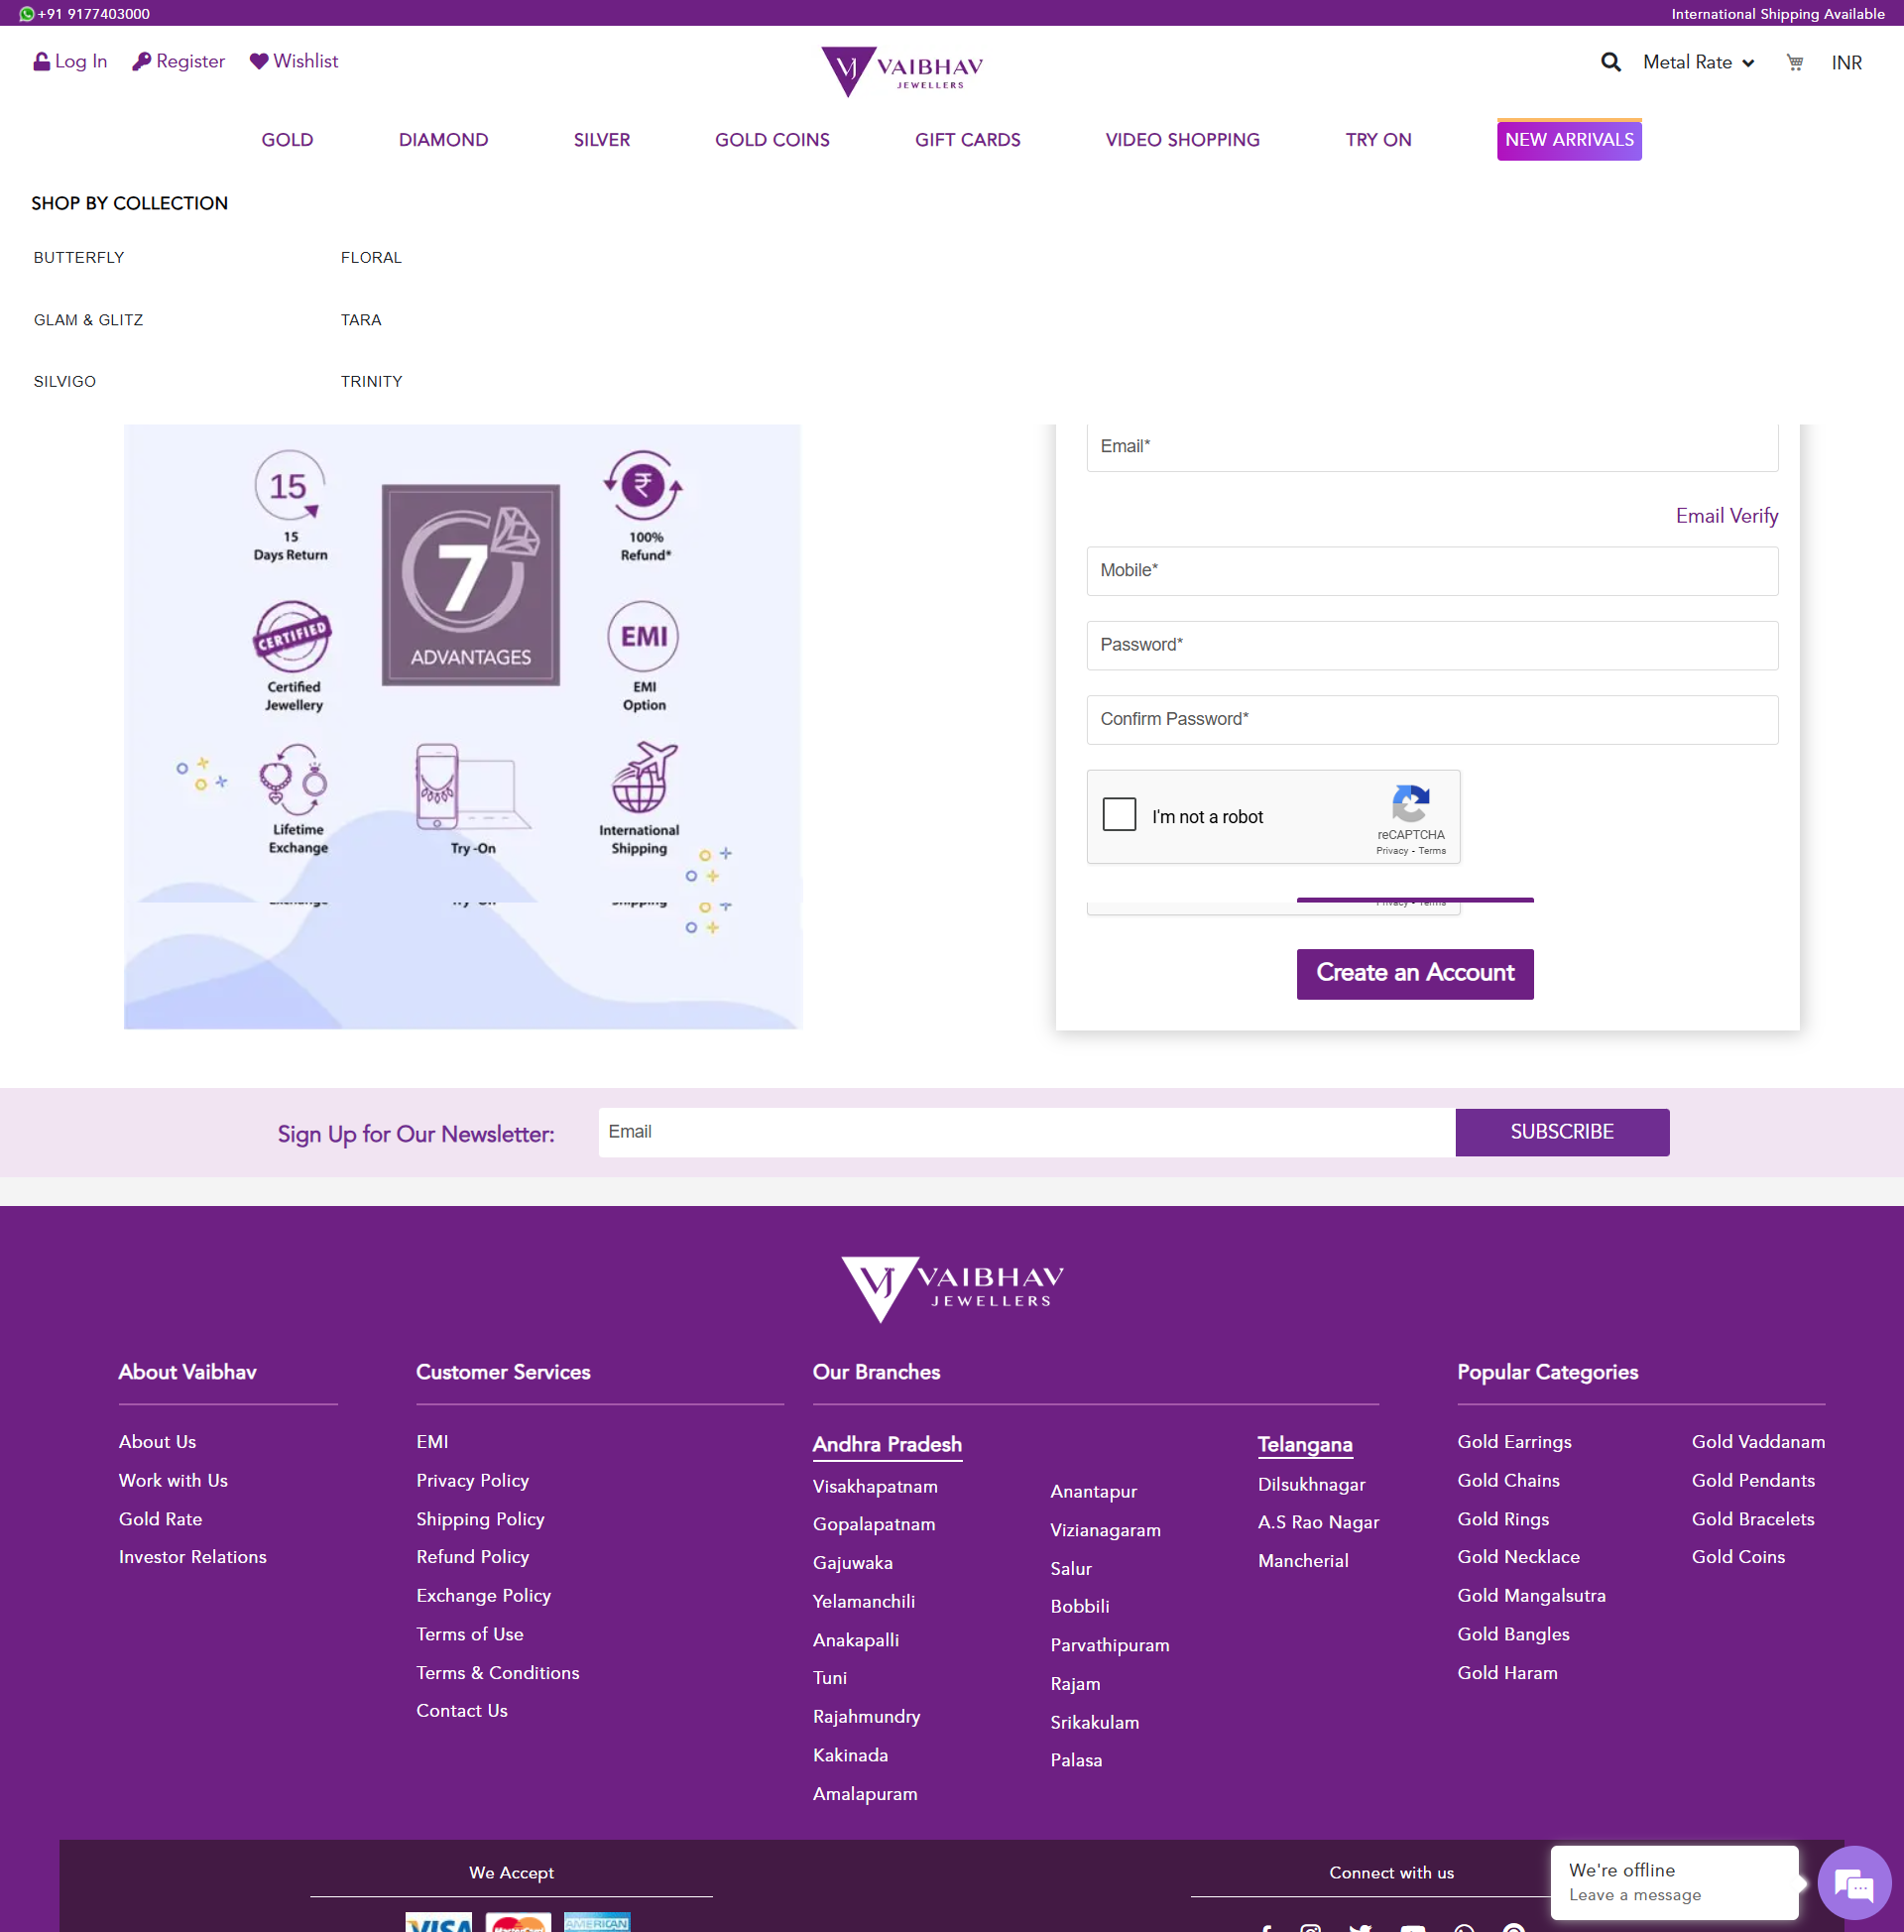 +91 9177403000
International Shipping Available
Log In
Register
Wishlist
VJ VAIBHAV
JEWELLERS
Metal Rate
INR
GOLD
DIAMOND
SILVER
GOLD COINS
GIFT CARDS
VIDEO SHOPPING
TRY ON
NEW ARRIVALS
SHOP BY COLLECTION
BUTTERFLY
FLORAL
GLAM & GLITZ
TARA
SILVIGO
TRINITY
15
15
Days Return
7
ADVANTAGES
₹
100%
Refund*
CERTIFIED
Certified
Jewellery
EMI
EMI
Option
Lifetime
Exchange
Try -On
International
Shipping
Exchange
Try -On
Shipping
Email*
Email Verify
Mobile*
Password*
Confirm Password*
I'm not a robot
reCAPTCHA
Privacy - Terms
Privacy - Terms
Create an Account
Sign Up for Our Newsletter:
Email
SUBSCRIBE
VJ VAIBHAV
JEWELLERS
About Vaibhav
About Us
Work with Us
Gold Rate
Investor Relations
Customer Services
EMI
Privacy Policy
Shipping Policy
Refund Policy
Exchange Policy
Terms of Use
Terms & Conditions
Contact Us
Our Branches
Andhra Pradesh
Visakhapatnam
Gopalapatnam
Gajuwaka
Yelamanchili
Anakapalli
Tuni
Rajahmundry
Kakinada
Amalapuram
Anantapur
Vizianagaram
Salur
Bobbili
Parvathipuram
Rajam
Srikakulam
Palasa
Telangana
Dilsukhnagar
A.S Rao Nagar
Mancherial
Popular Categories
Gold Earrings
Gold Chains
Gold Rings
Gold Necklace
Gold Mangalsutra
Gold Bangles
Gold Haram
Gold Vaddanam
Gold Pendants
Gold Bracelets
Gold Coins
We Accept
VISA
MasterCard
AMERICAN
Connect with us
We're offline
Leave a message